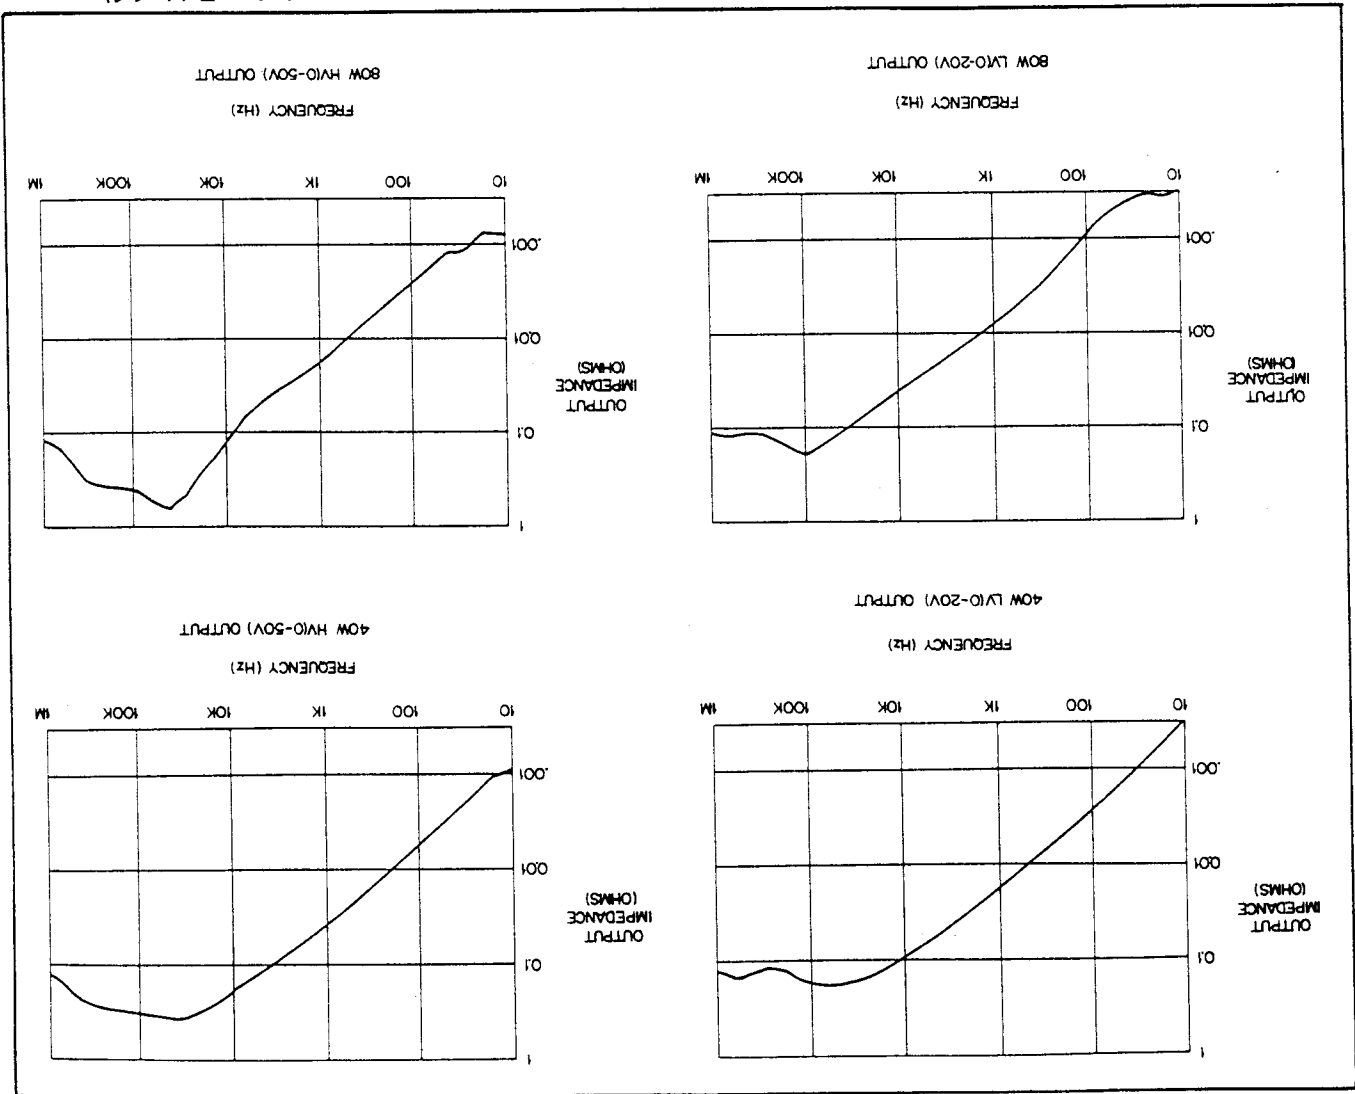 OUTPUT
IMPEDANCE
(OHMS)
1
0.1
0.01
.001
10 100 1K 10K 100K 1M
FREQUENCY (Hz)
40W LV(0-20V) OUTPUT
OUTPUT
IMPEDANCE
(OHMS)
1
0.1
0.01
.001
10 100 1K 10K 100K 1M
FREQUENCY (Hz)
40W HV(0-50V) OUTPUT
OUTPUT
IMPEDANCE
(OHMS)
1
0.1
0.01
.001
10 100 1K 10K 100K 1M
FREQUENCY (Hz)
80W LV(0-20V) OUTPUT
OUTPUT
IMPEDANCE
(OHMS)
1
0.1
0.01
.001
10 100 1K 10K 100K 1M
FREQUENCY (Hz)
80W HV(0-50V) OUTPUT